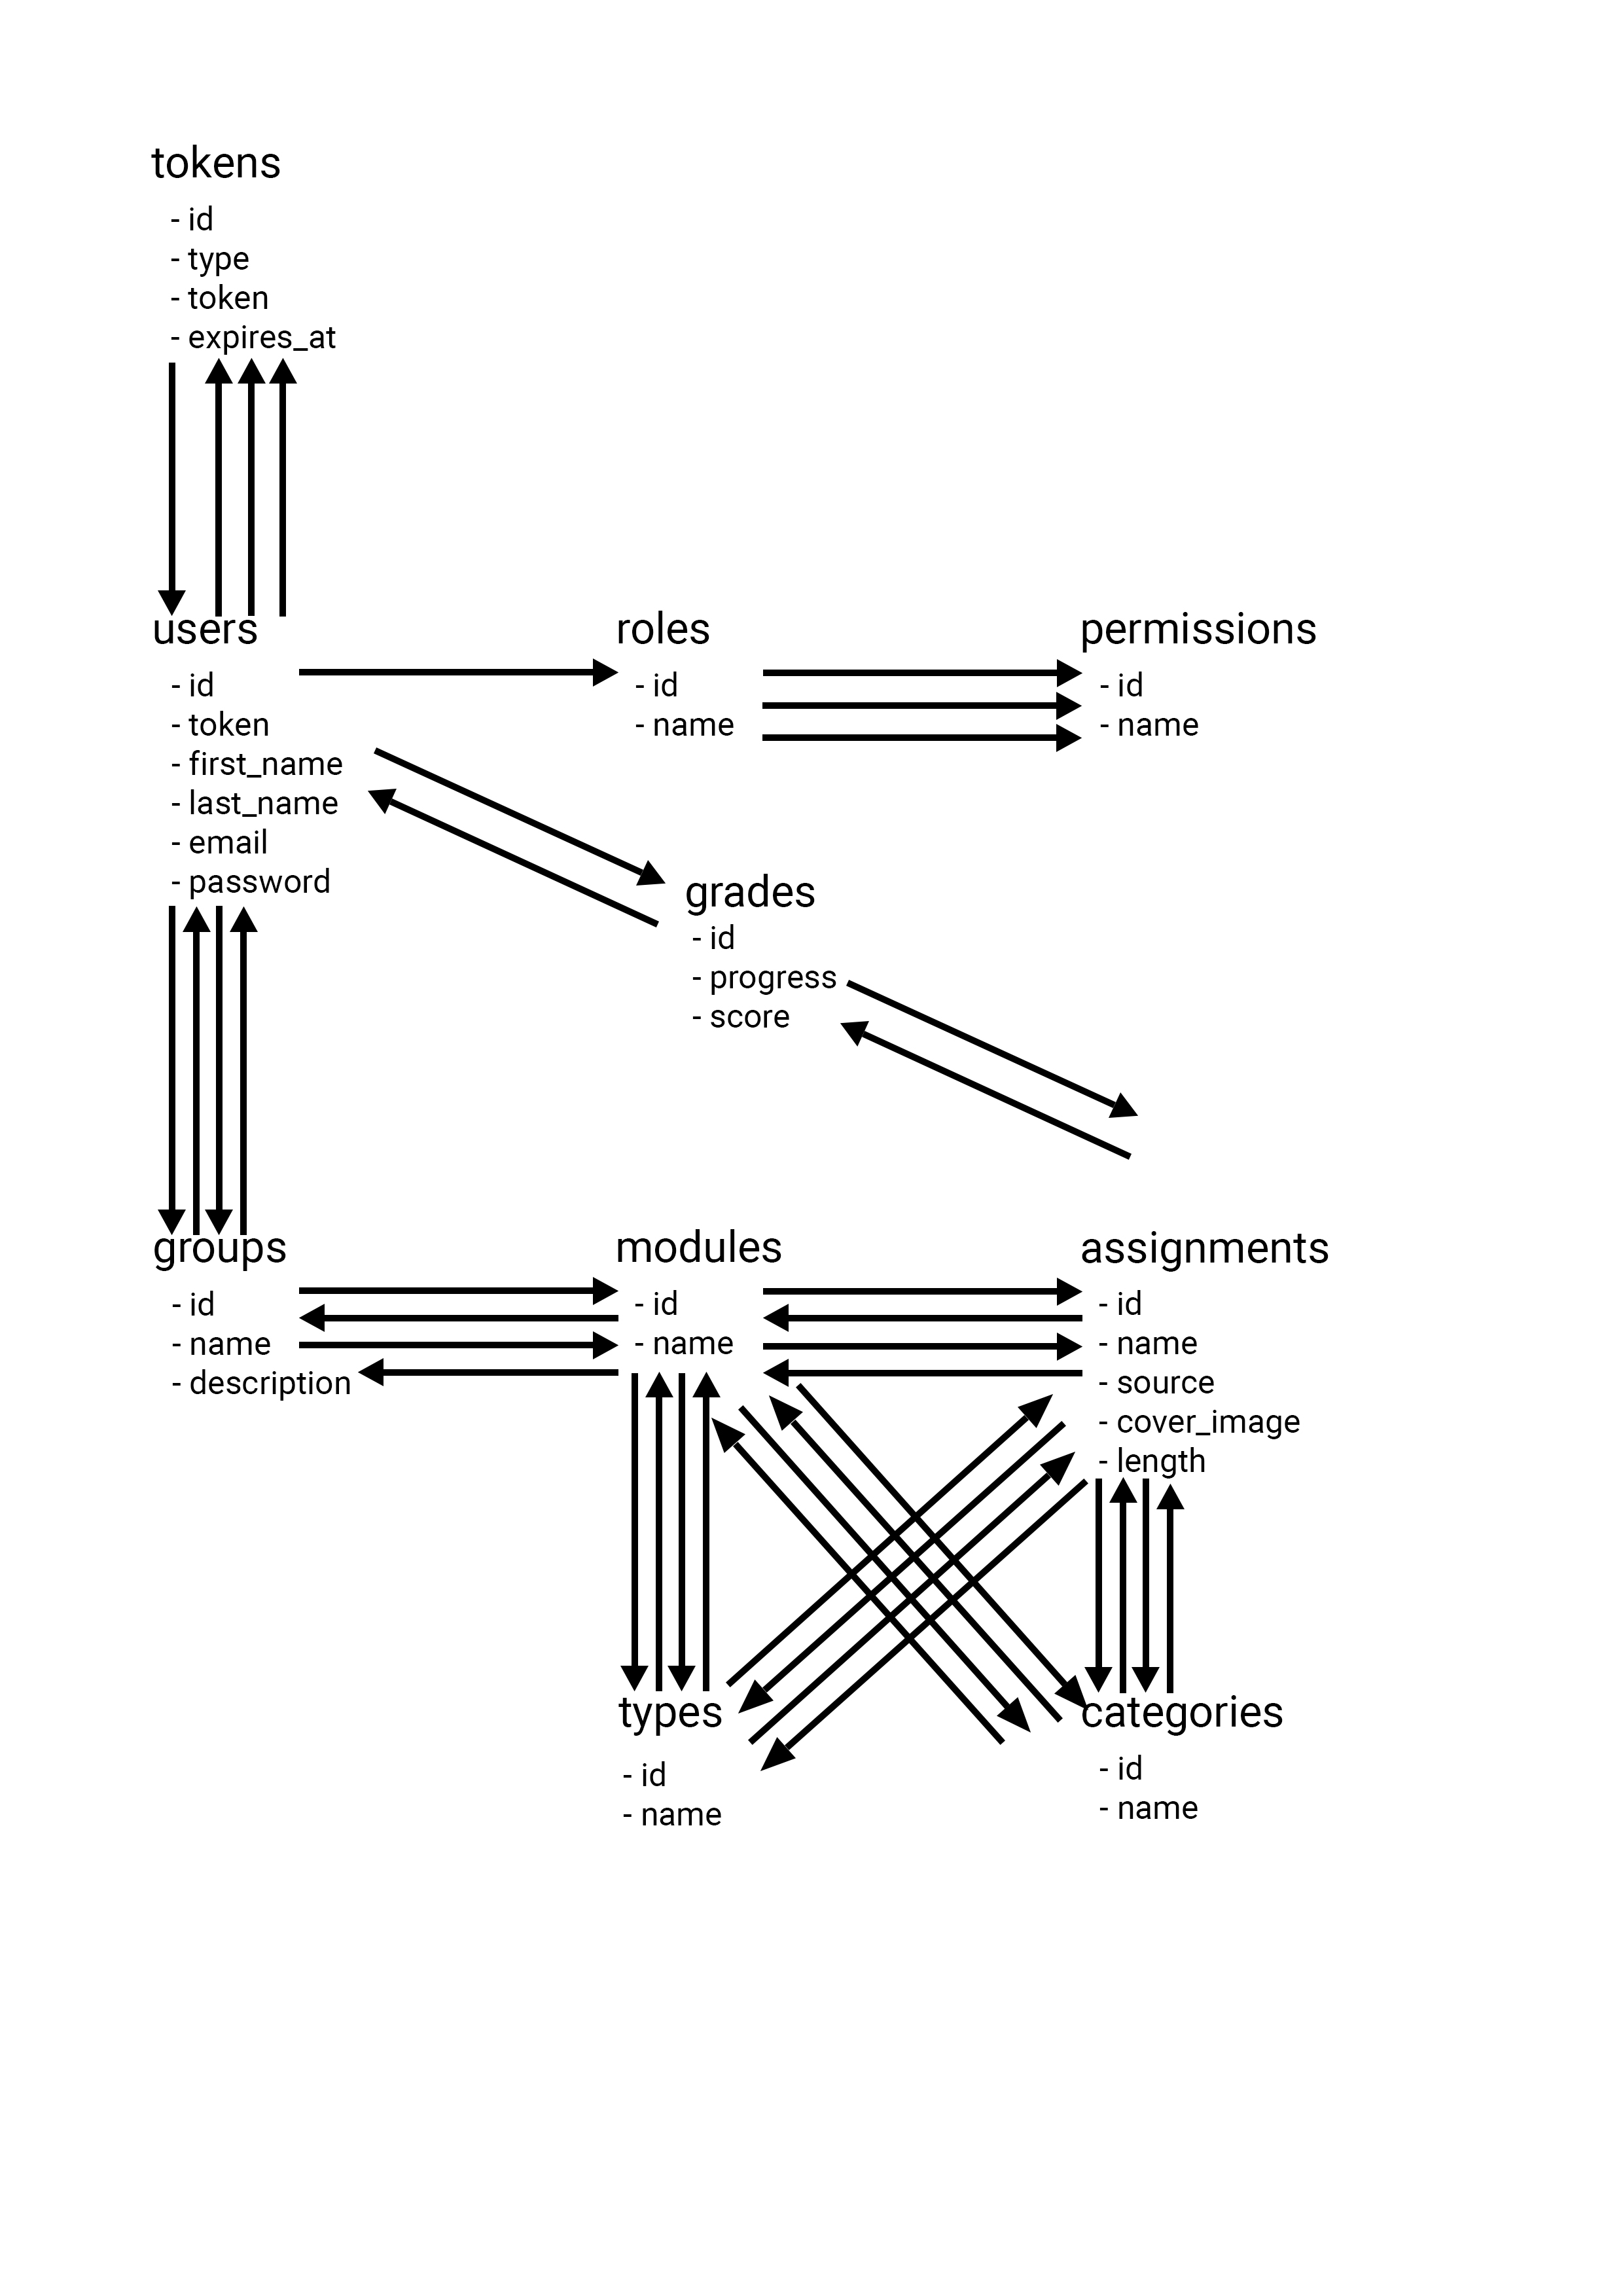 tokens
- id
- type
- token
- expires_at
users
- id
- token
- first_name
- last_name
- email
- password
roles
- id
- name
permissions
- id
- name
grades
- id
- progress
- score
groups
- id
- name
- description
modules
- id
- name
assignments
- id
- name
- source
- cover_image
- length
types
- id
- name
categories
- id
- name